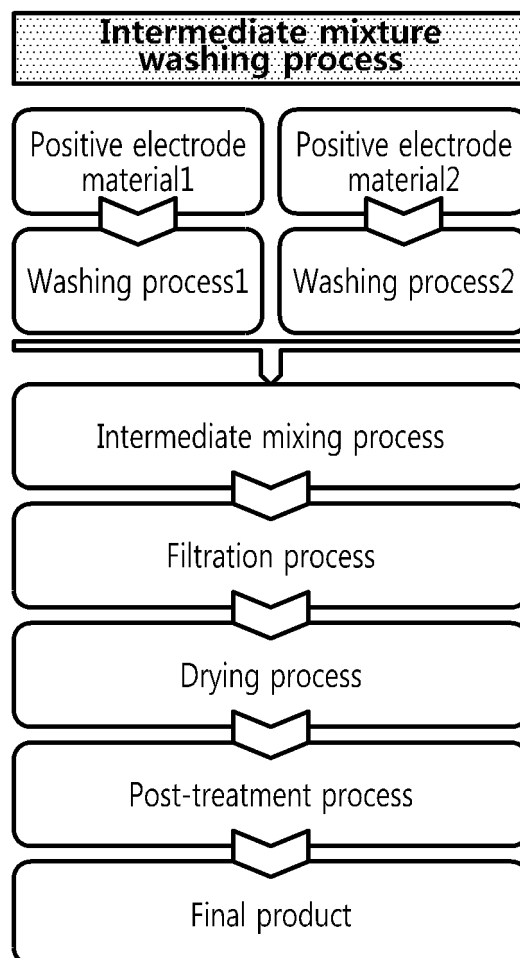 Intermediate mixture
washing process
Positive electrode
material1
Positive electrode
material2
Washing process1
Washing process2
Intermediate mixing process
Filtration process
Drying process
Post-treatment process
Final product